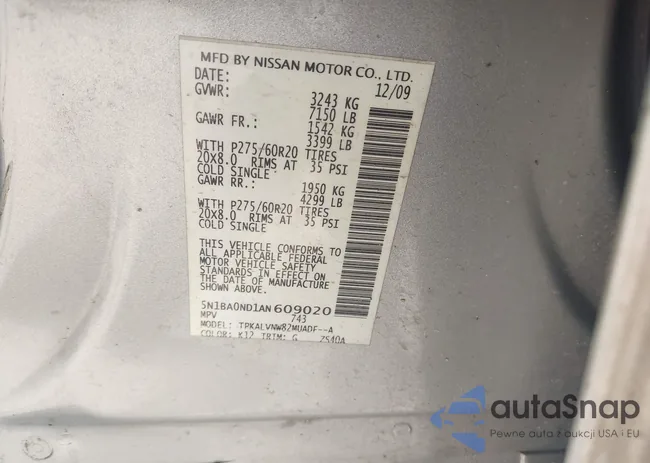 MFD BY NISSAN MOTOR CO., LTD.
DATE: 12/09
GVWR: 3243 KG
7150 LB
GAWR FR.: 1542 KG
3399 LB
WITH P275/60R20 TIRES
20X8.0 RIMS AT 35 PSI
COLD SINGLE
GAWR RR.: 1950 KG
4299 LB
WITH P275/60R20 TIRES
20X8.0 RIMS AT 35 PSI
COLD SINGLE
THIS VEHICLE CONFORMS TO
ALL APPLICABLE FEDERAL
MOTOR VEHICLE SAFETY
STANDARDS IN EFFECT ON
THE DATE OF MANUFACTURE
SHOWN ABOVE
5N1BA0ND1AN609020
MPV 743
MODEL: TPKALVNW82MUADF--A
COLOR: K12 TRIM: G ZS40A
autaSnap
Pewne auta z aukcji USA i EU